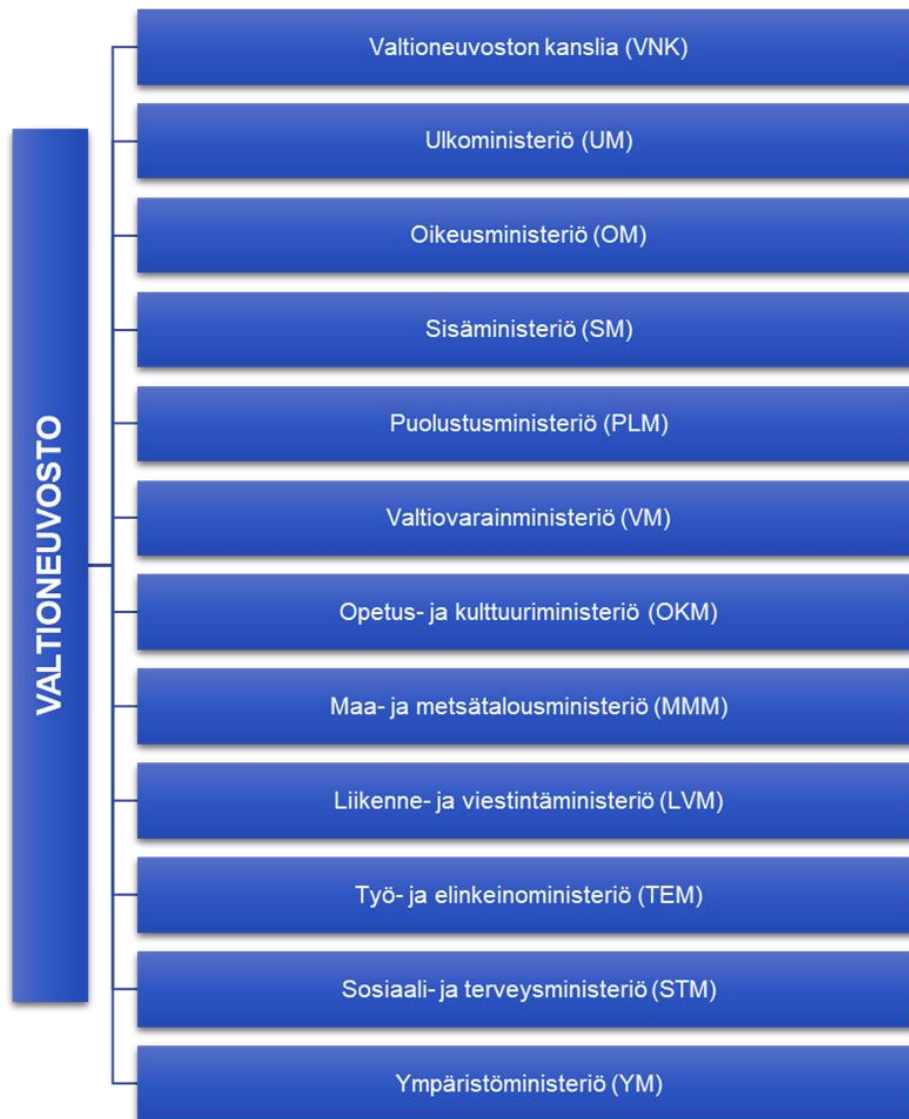 VALTIONEUVOSTO
Valtioneuvoston kanslia (VNK)
Ulkoministeriö (UM)
Oikeusministeriö (OM)
Sisäministeriö (SM)
Puolustusministeriö (PLM)
Valtiovarainministeriö (VM)
Opetus- ja kulttuuriministeriö (OKM)
Maa- ja metsätalousministeriö (MMM)
Liikenne- ja viestintäministeriö (LVM)
Työ- ja elinkeinoministeriö (TEM)
Sosiaali- ja terveysministeriö (STM)
Ympäristöministeriö (YM)